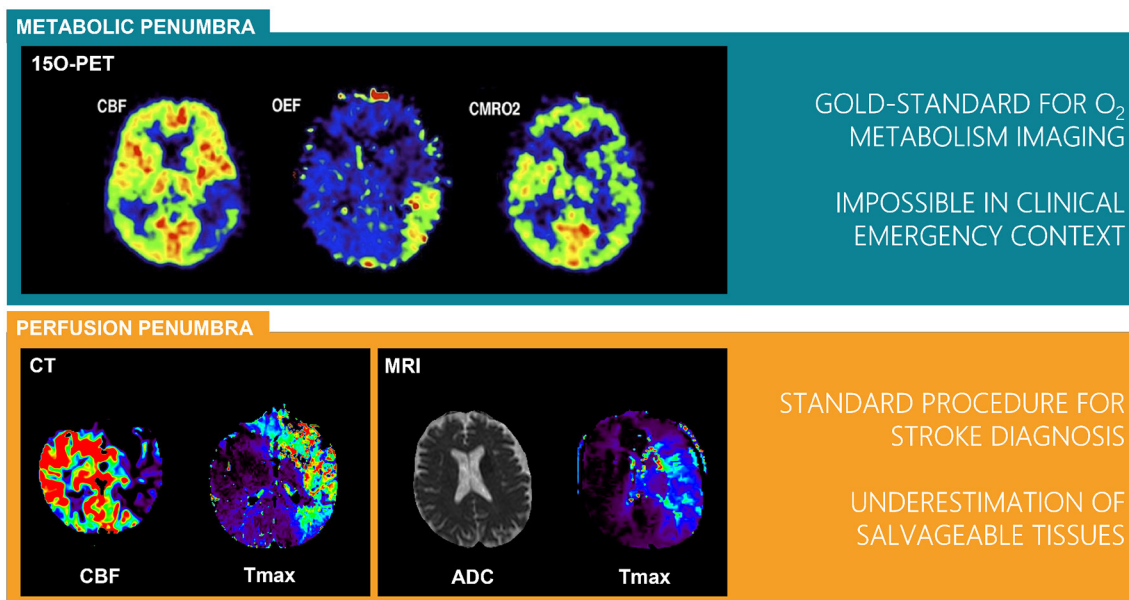 METABOLIC PENUMBRA
15O-PET
CBF
OEF
CMRO2
GOLD-STANDARD FOR O₂
METABOLISM IMAGING
IMPOSSIBLE IN CLINICAL
EMERGENCY CONTEXT
PERFUSION PENUMBRA
CT
CBF
Tmax
MRI
ADC
Tmax
STANDARD PROCEDURE FOR
STROKE DIAGNOSIS
UNDERESTIMATION OF
SALVAGEABLE TISSUES